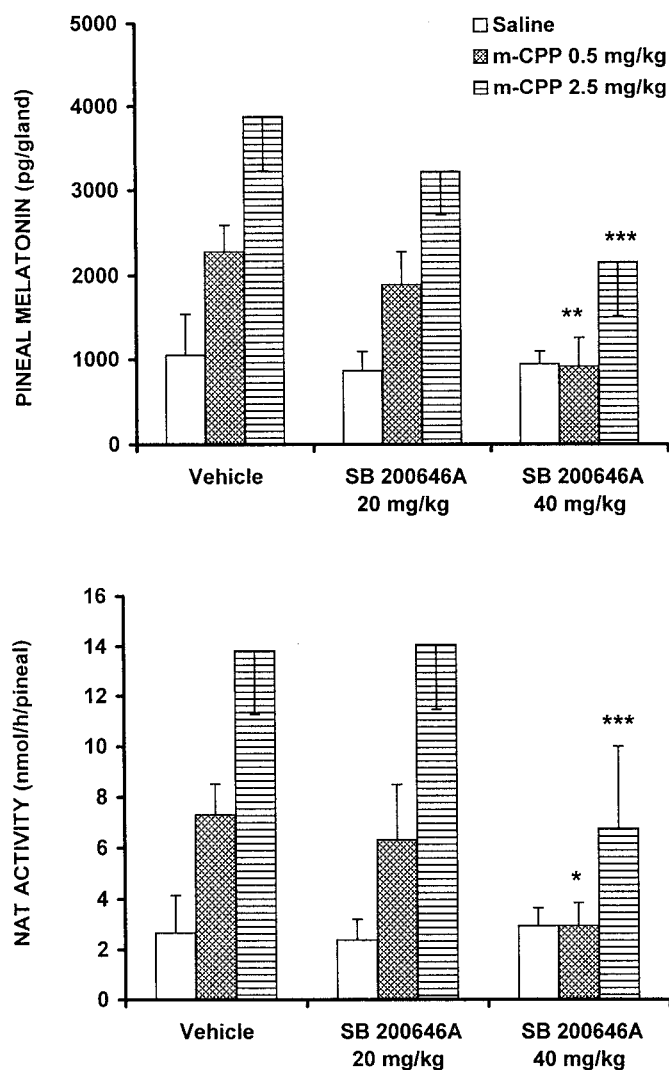 5000
4000
3000
2000
1000
0
PINEAL MELATONIN (pg/gland)
Saline
m-CPP 0.5 mg/kg
m-CPP 2.5 mg/kg
**
***
Vehicle
SB 200646A
20 mg/kg
SB 200646A
40 mg/kg
16
14
12
10
8
6
4
2
0
NAT ACTIVITY (nmol/h/pineal)
*
***
Vehicle
SB 200646A
20 mg/kg
SB 200646A
40 mg/kg